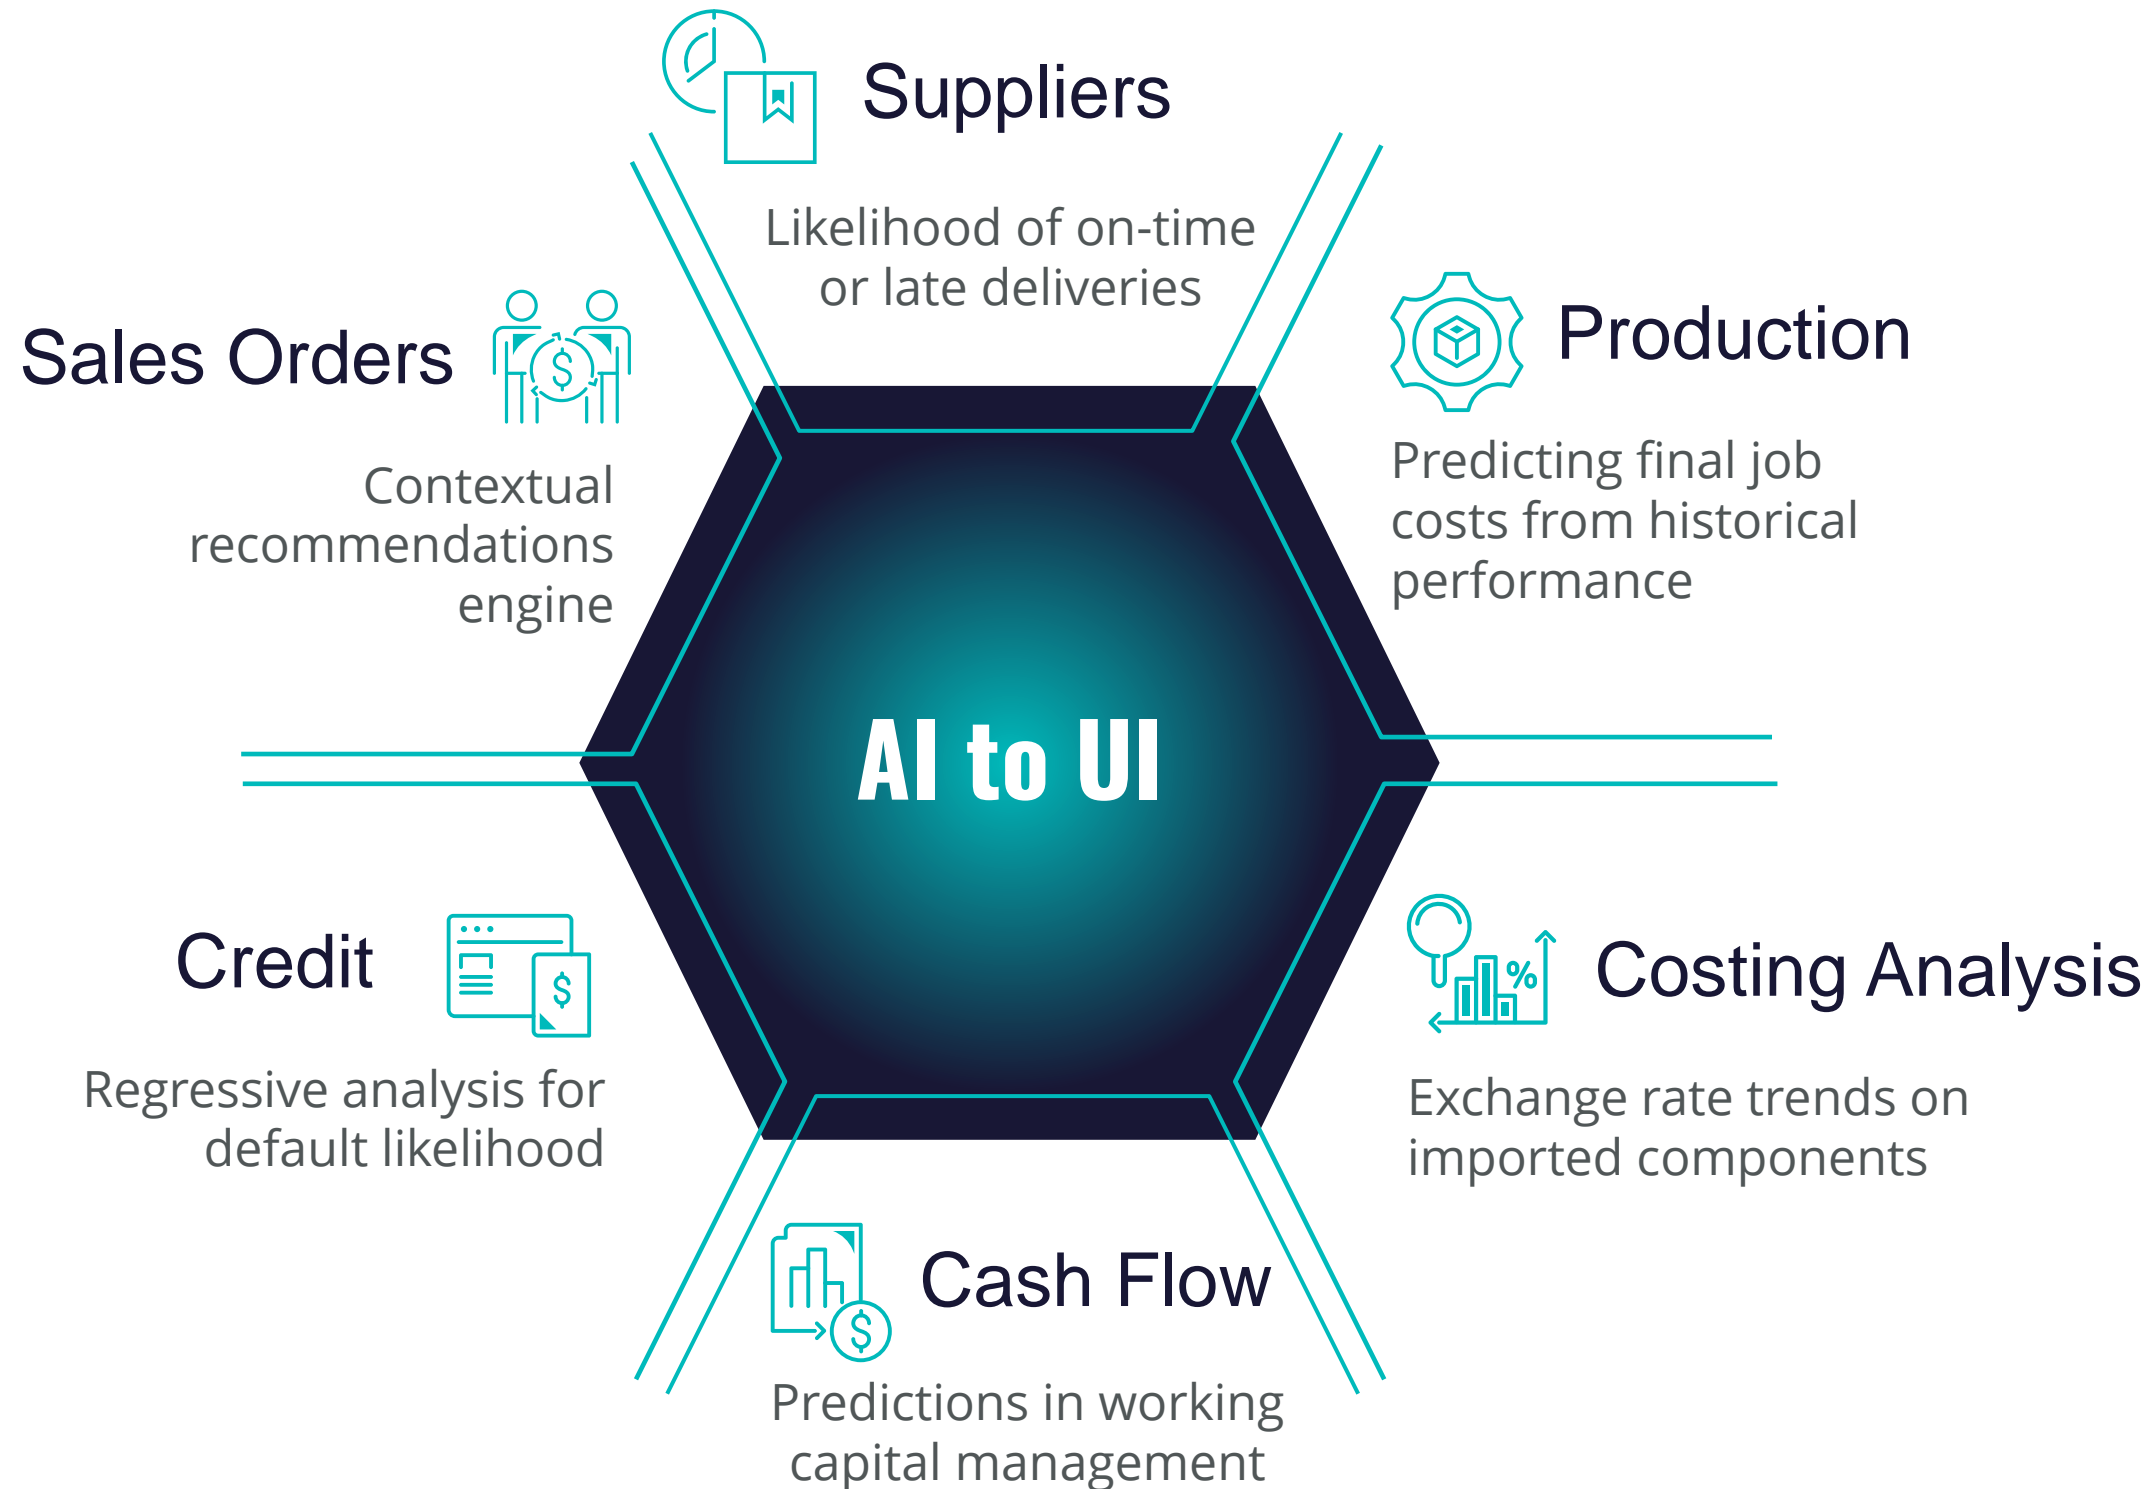 Suppliers
Likelihood of on-time
or late deliveries
Sales Orders
$
Contextual
recommendations
engine
Production
Predicting final job
costs from historical
performance
AI to UI
Credit
$
Regressive analysis for
default likelihood
%
Costing Analysis
Exchange rate trends on
imported components
Cash Flow
$
Predictions in working
capital management